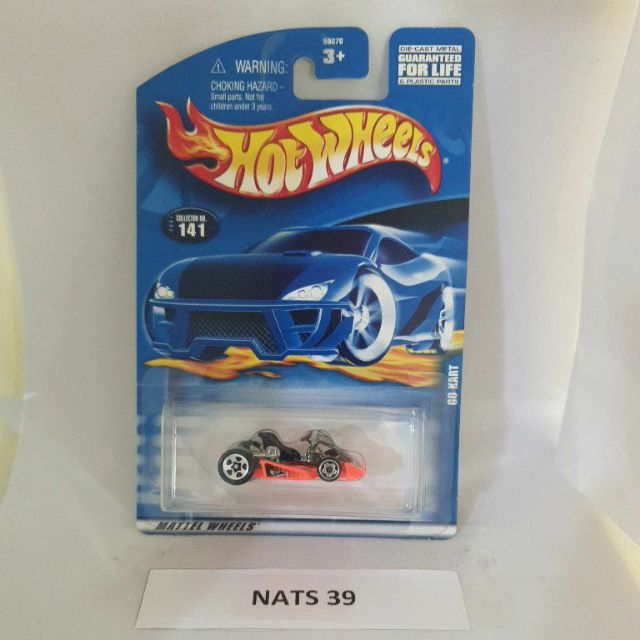 59070
3+
DIE-CAST METAL
GUARANTEED
FOR LIFE
& PLASTIC PARTS
WARNING:
CHOKING HAZARD –
Small parts. Not for
children under 3 years.
HOT WHEELS®
COLLECTOR NO.
141
GO-KART
MATTEL WHEELS
NATS 39